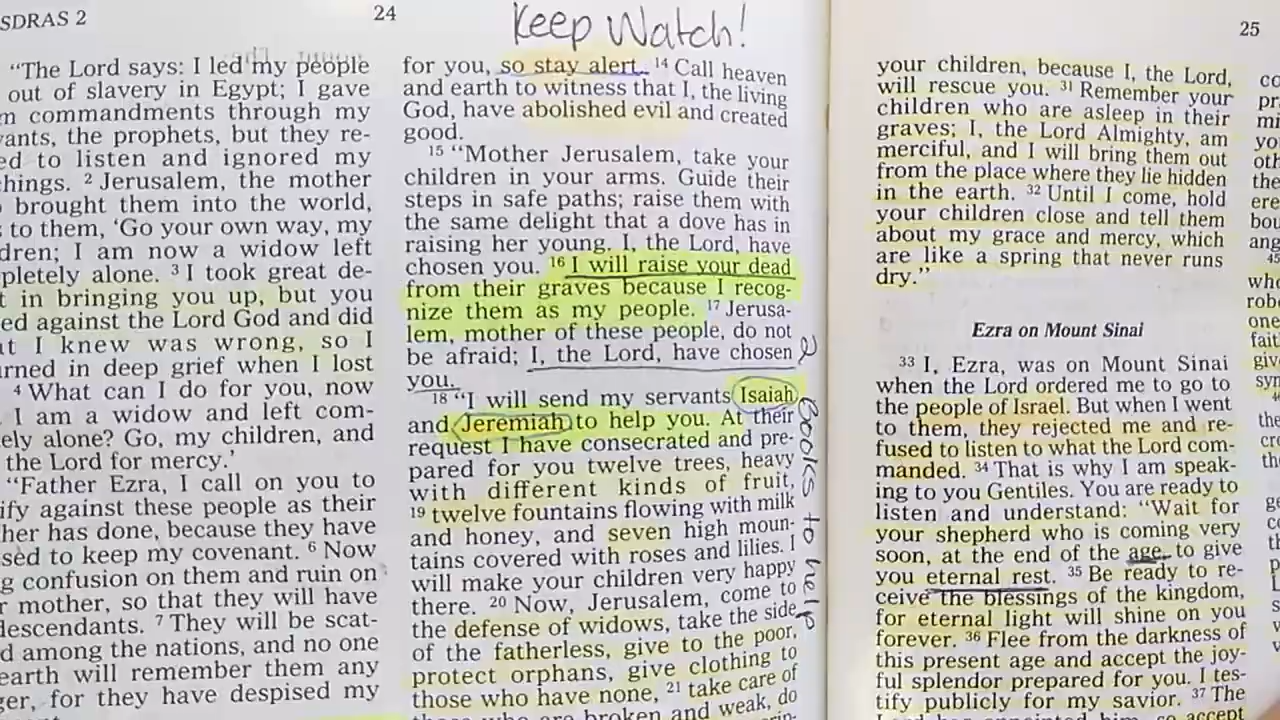 SDRAS 2
24
Keep Watch!
"The Lord says: I led my people
out of slavery in Egypt; I gave
commandments through my
the prophets, but they re-
to listen and ignored my
² Jerusalem, the mother
brought them into the world,
to them, 'Go your own way, my
I am now a widow left
alone. ³ I took great de-
in bringing you up, but you
against the Lord God and did
I knew was wrong, so I
in deep grief when I lost
⁴ What can I do for you, now
I am a widow and left com-
alone? Go, my children, and
the Lord for mercy.'
"Father Ezra, I call on you to
against these people as their
has done, because they have
to keep my covenant. ⁶ Now
confusion on them and ruin on
mother, so that they will have
descendants. ⁷ They will be scat-
among the nations, and no one
earth will remember them any
for they have despised my
for you, so stay alert. ¹⁴ Call heaven
and earth to witness that I, the living
God, have abolished evil and created
good.
¹⁵ "Mother Jerusalem, take your
children in your arms. Guide their
steps in safe paths; raise them with
the same delight that a dove has in
raising her young. I, the Lord, have
chosen you. ¹⁶ I will raise your dead
from their graves because I recog-
nize them as my people. ¹⁷ Jerusa-
lem, mother of these people, do not
be afraid; I, the Lord, have chosen
you.
¹⁸ "I will send my servants Isaiah
and Jeremiah to help you. At their
request I have consecrated and pre-
pared for you twelve trees, heavy
with different kinds of fruit,
¹⁹ twelve fountains flowing with milk
and honey, and seven high moun-
tains covered with roses and lilies. I
will make your children very happy
there. ²⁰ Now, Jerusalem, come to
the defense of widows, take the side
of the fatherless, give to the poor,
protect orphans, give clothing to
those who have none, ²¹ take care of
those who are broken and weak, do
Books to help
25
your children, because I, the Lord,
will rescue you. ³¹ Remember your
children who are asleep in their
graves; I, the Lord Almighty, am
merciful, and I will bring them out
from the place where they lie hidden
in the earth. ³² Until I come, hold
your children close and tell them
about my grace and mercy, which
are like a spring that never runs
dry."
Ezra on Mount Sinai
³³ I, Ezra, was on Mount Sinai
when the Lord ordered me to go to
the people of Israel. But when I went
to them, they rejected me and re-
fused to listen to what the Lord com-
manded. ³⁴ That is why I am speak-
ing to you Gentiles. You are ready to
listen and understand: "Wait for
your shepherd who is coming very
soon, at the end of the age, to give
you eternal rest. ³⁵ Be ready to re-
ceive the blessings of the kingdom,
for eternal light will shine on you
forever. ³⁶ Flee from the darkness of
this present age and accept the joy-
ful splendor prepared for you. I tes-
tify publicly for my savior. ³⁷ The
Lord has appointed him, so accept